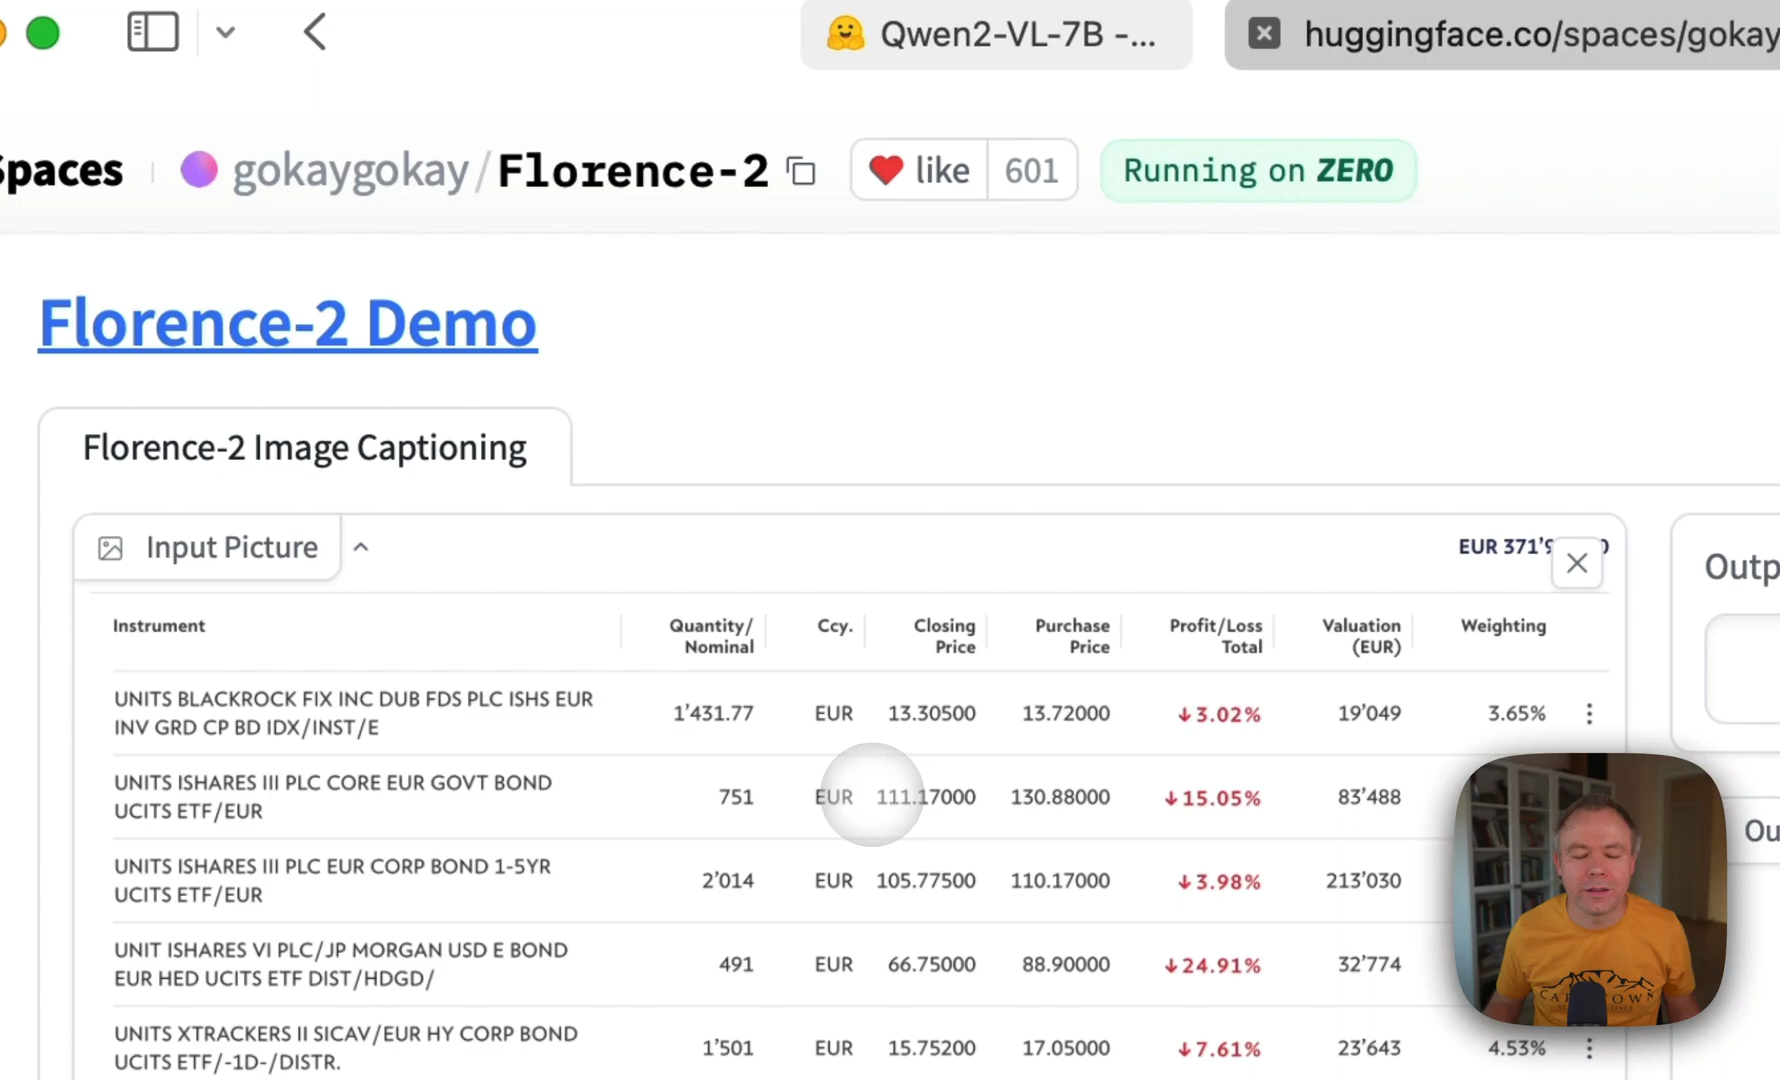 Qwen2-VL-7B -...
huggingface.co/spaces/gokay
Spaces gokaygokay/Florence-2 like 601 Running on ZERO
Florence-2 Demo
Florence-2 Image Captioning
Input Picture
EUR 371'9
Outp
Instrument Quantity/ Nominal Ccy. Closing Price Purchase Price Profit/Loss Total Valuation (EUR) Weighting
UNITS BLACKROCK FIX INC DUB FDS PLC ISHS EUR
INV GRD CP BD IDX/INST/E
1'431.77 EUR 13.30500 13.72000 ↓3.02% 19'049 3.65%
UNITS ISHARES III PLC CORE EUR GOVT BOND
UCITS ETF/EUR
751 EUR 111.17000 130.88000 ↓15.05% 83'488
Ou
UNITS ISHARES III PLC EUR CORP BOND 1-5YR
UCITS ETF/EUR
2'014 EUR 105.77500 110.17000 ↓3.98% 213'030
UNIT ISHARES VI PLC/JP MORGAN USD E BOND
EUR HED UCITS ETF DIST/HDGD/
491 EUR 66.75000 88.90000 ↓24.91% 32'774
UNITS XTRACKERS II SICAV/EUR HY CORP BOND
UCITS ETF/-1D-/DISTR.
1'501 EUR 15.75200 17.05000 ↓7.61% 23'643 4.53%